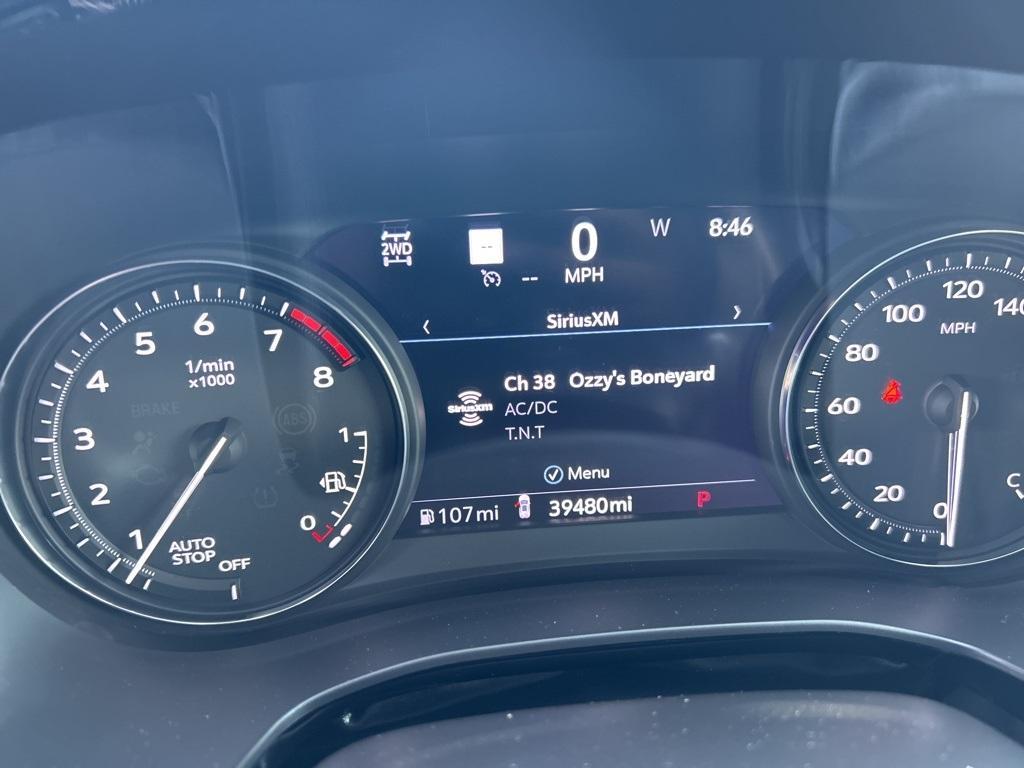 2WD
--
0
MPH
W
8:46
--
‹ SiriusXM ›
SiriusXM
Ch 38 Ozzy's Boneyard
AC/DC
T.N.T
Menu
107mi
39480mi
P
1
2
3
4
5
6
7
8
1/min
x1000
BRAKE
ABS
AUTO
STOP
OFF
1
0
0
20
40
60
80
100
120
140
MPH
C